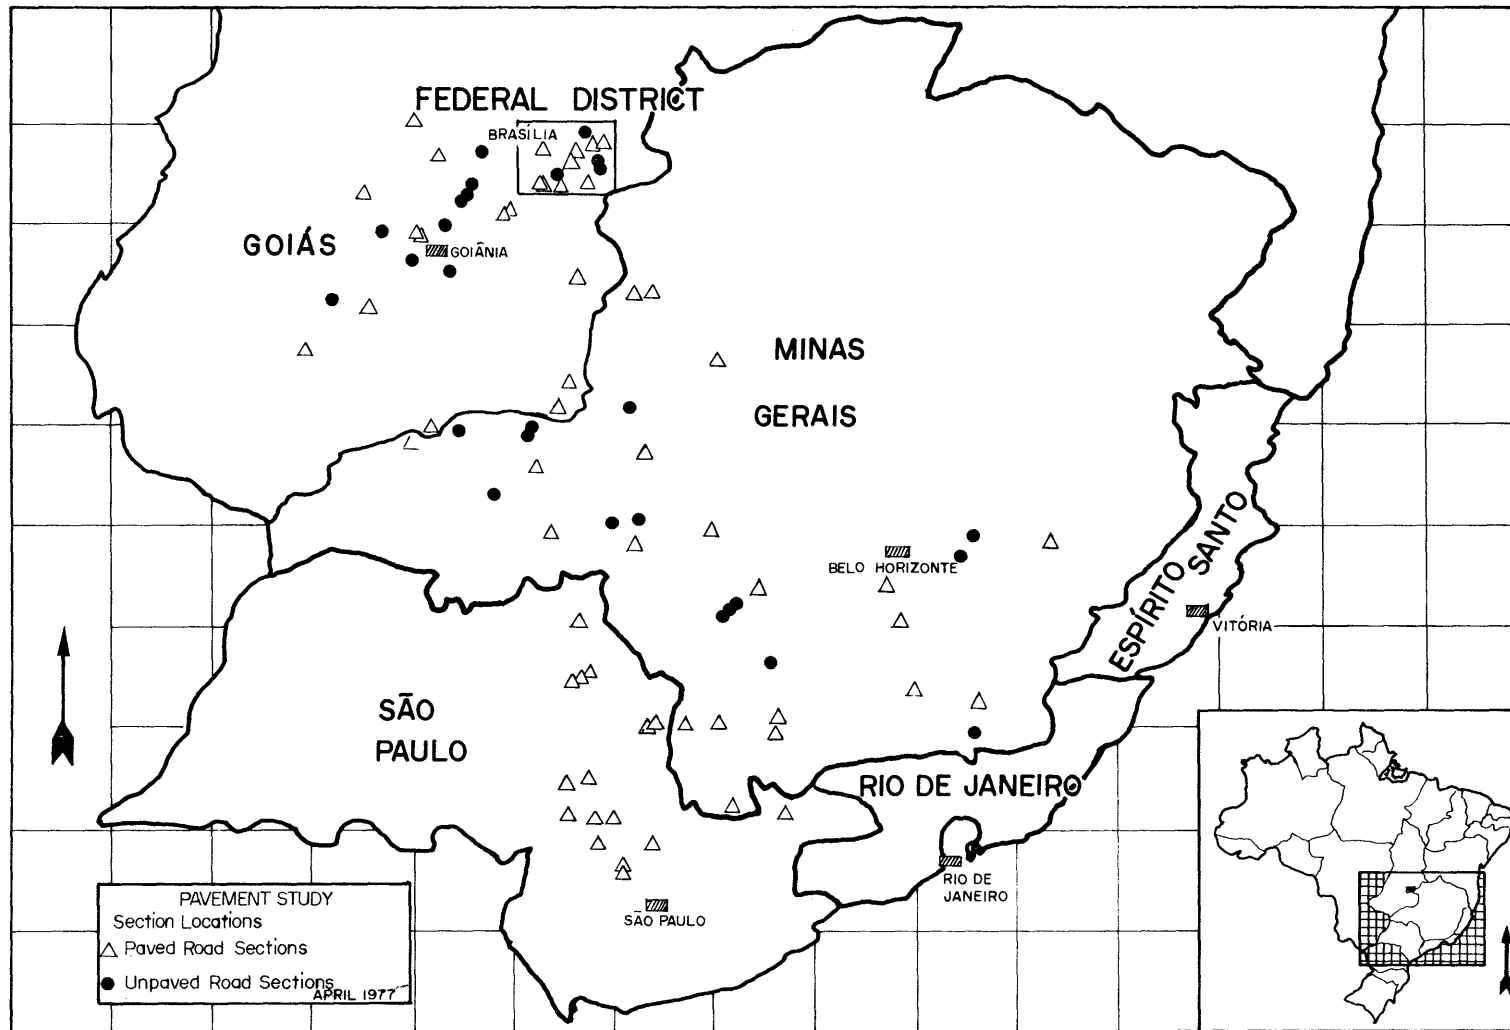 FEDERAL DISTRICT
BRASÍLIA
GOIÁS
GOIÂNIA
MINAS
GERAIS
BELO HORIZONTE
ESPÍRITO SANTO
VITÓRIA
SÃO
PAULO
RIO DE JANEIRO
RIO DE
JANEIRO
SÃO PAULO
PAVEMENT STUDY
Section Locations
Paved Road Sections
Unpaved Road Sections
APRIL 1977